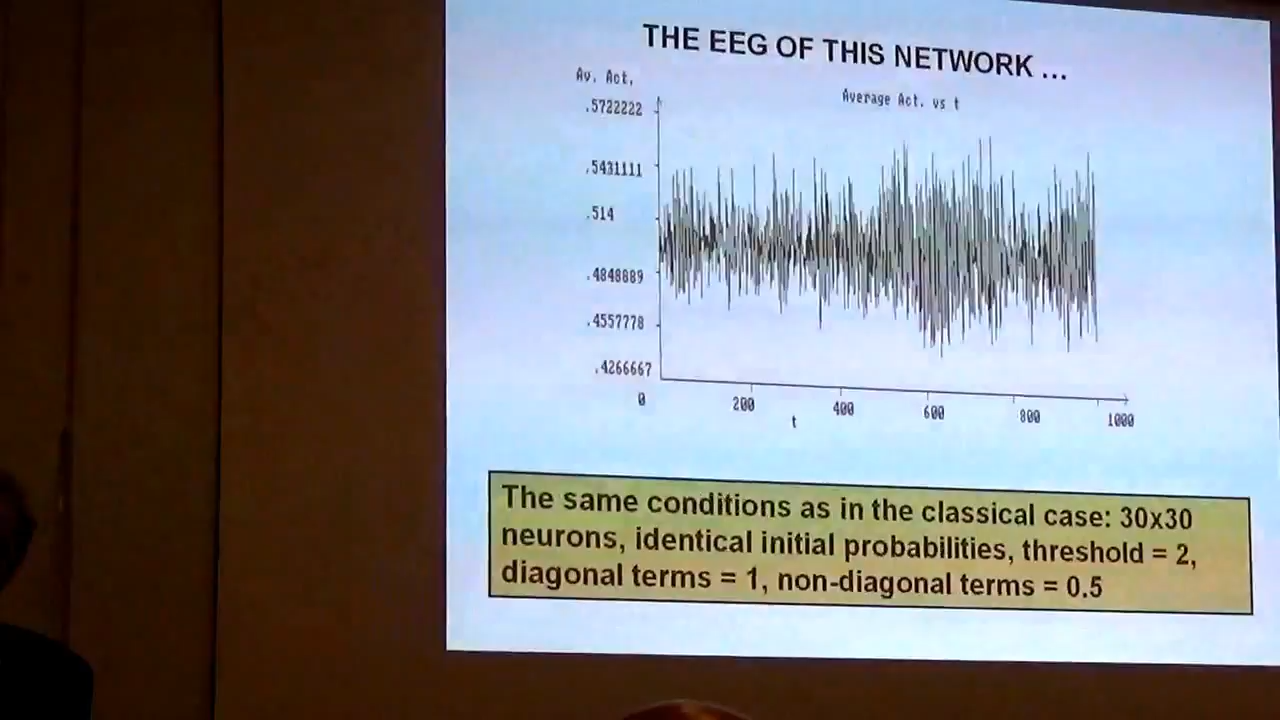 THE EEG OF THIS NETWORK ...
Av. Act.
Average Act. vs t
.5722222
.5431111
.514
.4848889
.4557778
.4266667
0
200
400
600
800
1000
t
The same conditions as in the classical case: 30x30
neurons, identical initial probabilities, threshold = 2,
diagonal terms = 1, non-diagonal terms = 0.5